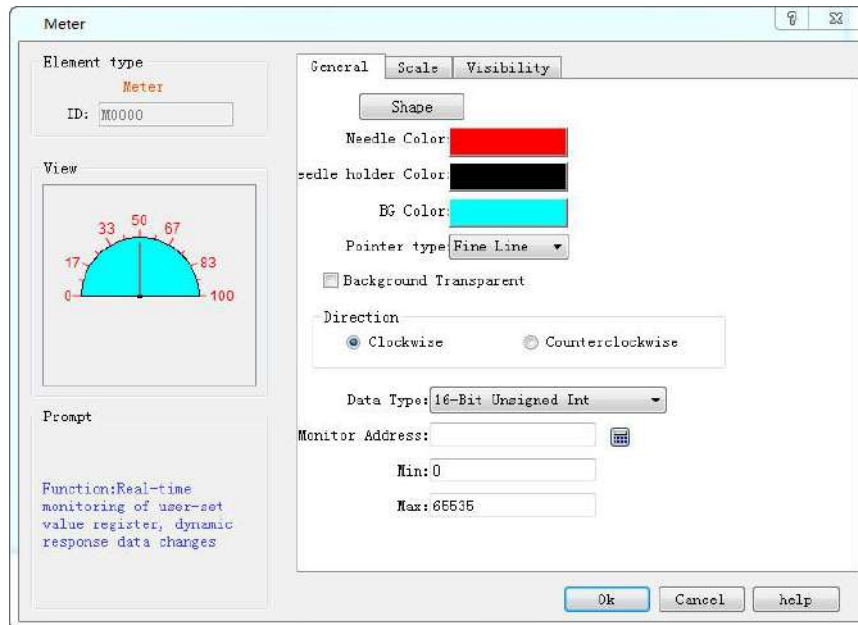 Meter
Element type
Meter
ID: M0000
View
0
17
33
50
67
83
100
Prompt
Function:Real-time
monitoring of user-set
value register, dynamic
response data changes
General Scale Visibility
Shape
Needle Color:
eedle holder Color:
BG Color:
Pointer type: Fine Line
Background Transparent
Direction
Clockwise Counterclockwise
Data Type: 16-Bit Unsigned Int
Monitor Address:
Min: 0
Max: 65535
Ok Cancel help